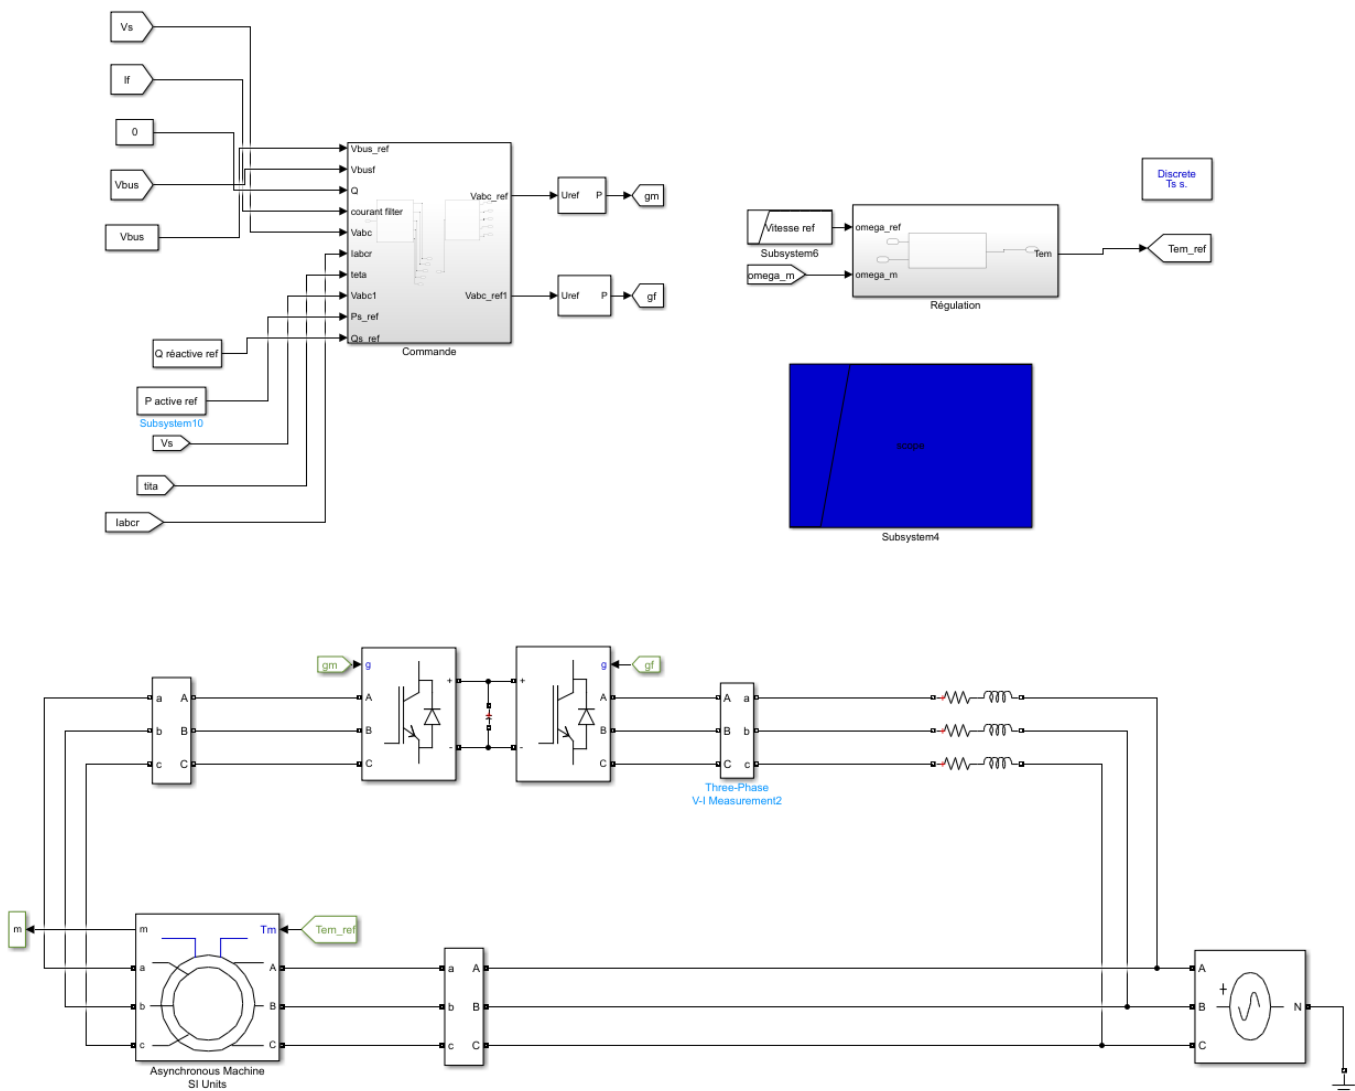 Vs
If
0
Vbus
Vbus
Q réactive ref
P active ref
Subsystem10
Vs
tita
Iabcr
Vbus_ref
Vbusf
Q
courant filter
Vabc
Iabcr
teta
Vabc1
Ps_ref
Qs_ref
Vabc_ref
Vabc_ref1
Commande
Uref P
gm
Uref P
gf
Discrete
Ts s.
Vitesse ref
Subsystem6
omega_m
omega_ref
omega_m
Tem
Régulation
Tem_ref
scope
Subsystem4
gm
g
+
+
g
gf
a A
A
A
A a
b B
B
B
B b
-
-
c C
C
C
C c
Three-Phase
V-I Measurement2
m
m
Tm
Tem_ref
a
A
a A
A
b
B
b B
B
N
+
c
C
c C
C
Asynchronous Machine
SI Units